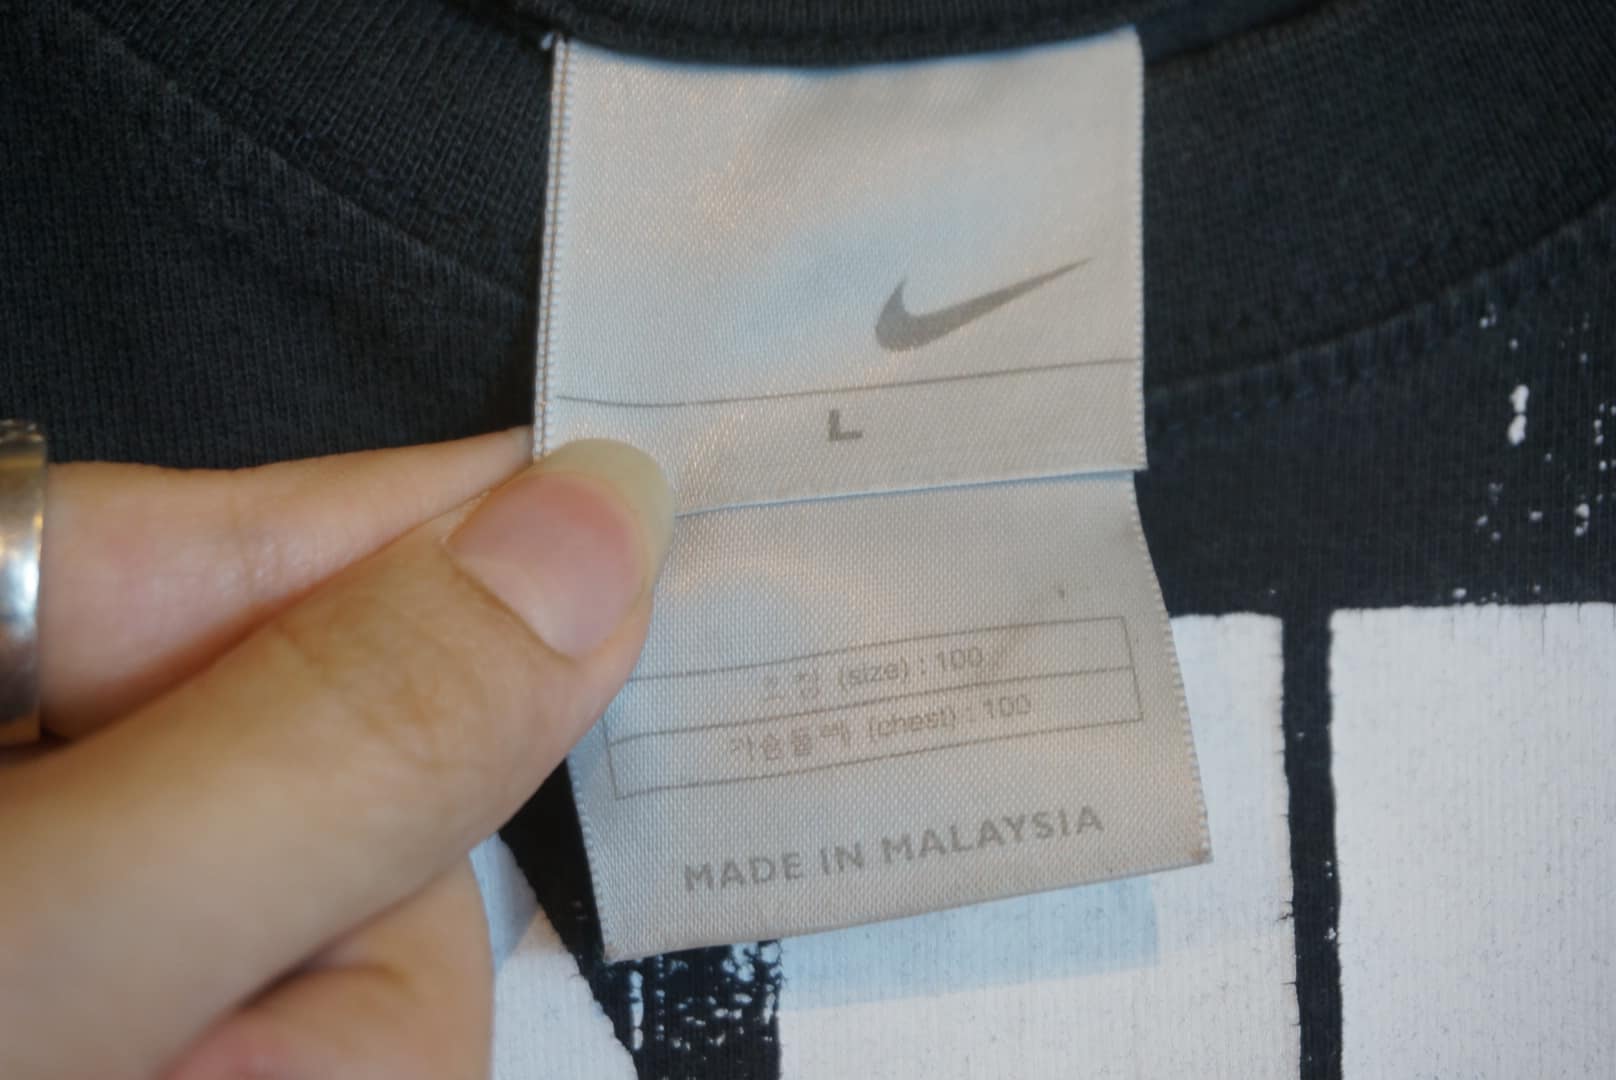 L
호칭 (size) : 100
가슴둘레 (chest) : 100
MADE IN MALAYSIA